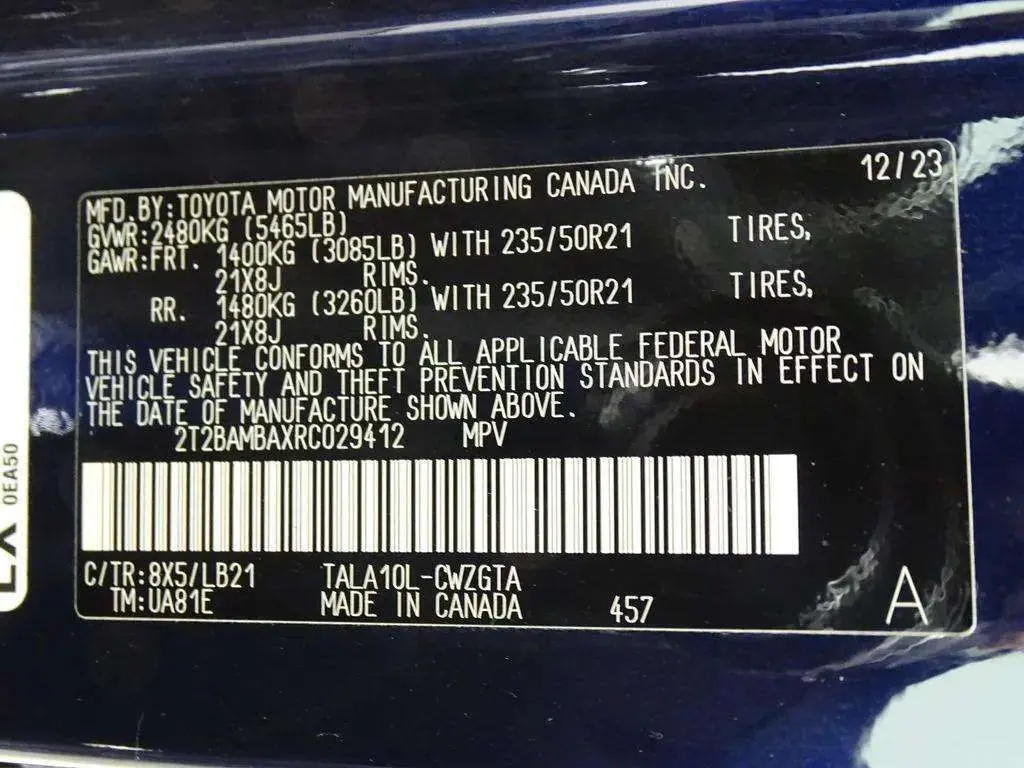 MFD.BY:TOYOTA MOTOR MANUFACTURING CANADA INC. 12/23
GVWR:2480KG (5465LB)
GAWR:FRT. 1400KG (3085LB) WITH 235/50R21 TIRES,
21X8J RIMS.
RR. 1480KG (3260LB) WITH 235/50R21 TIRES,
21X8J RIMS.
THIS VEHICLE CONFORMS TO ALL APPLICABLE FEDERAL MOTOR
VEHICLE SAFETY AND THEFT PREVENTION STANDARDS IN EFFECT ON
THE DATE OF MANUFACTURE SHOWN ABOVE.
2T2BAMBAXRC029412 MPV
C/TR:8X5/LB21 TALA10L-CWZGTA
TM:UA81E MADE IN CANADA 457 A
0EA50